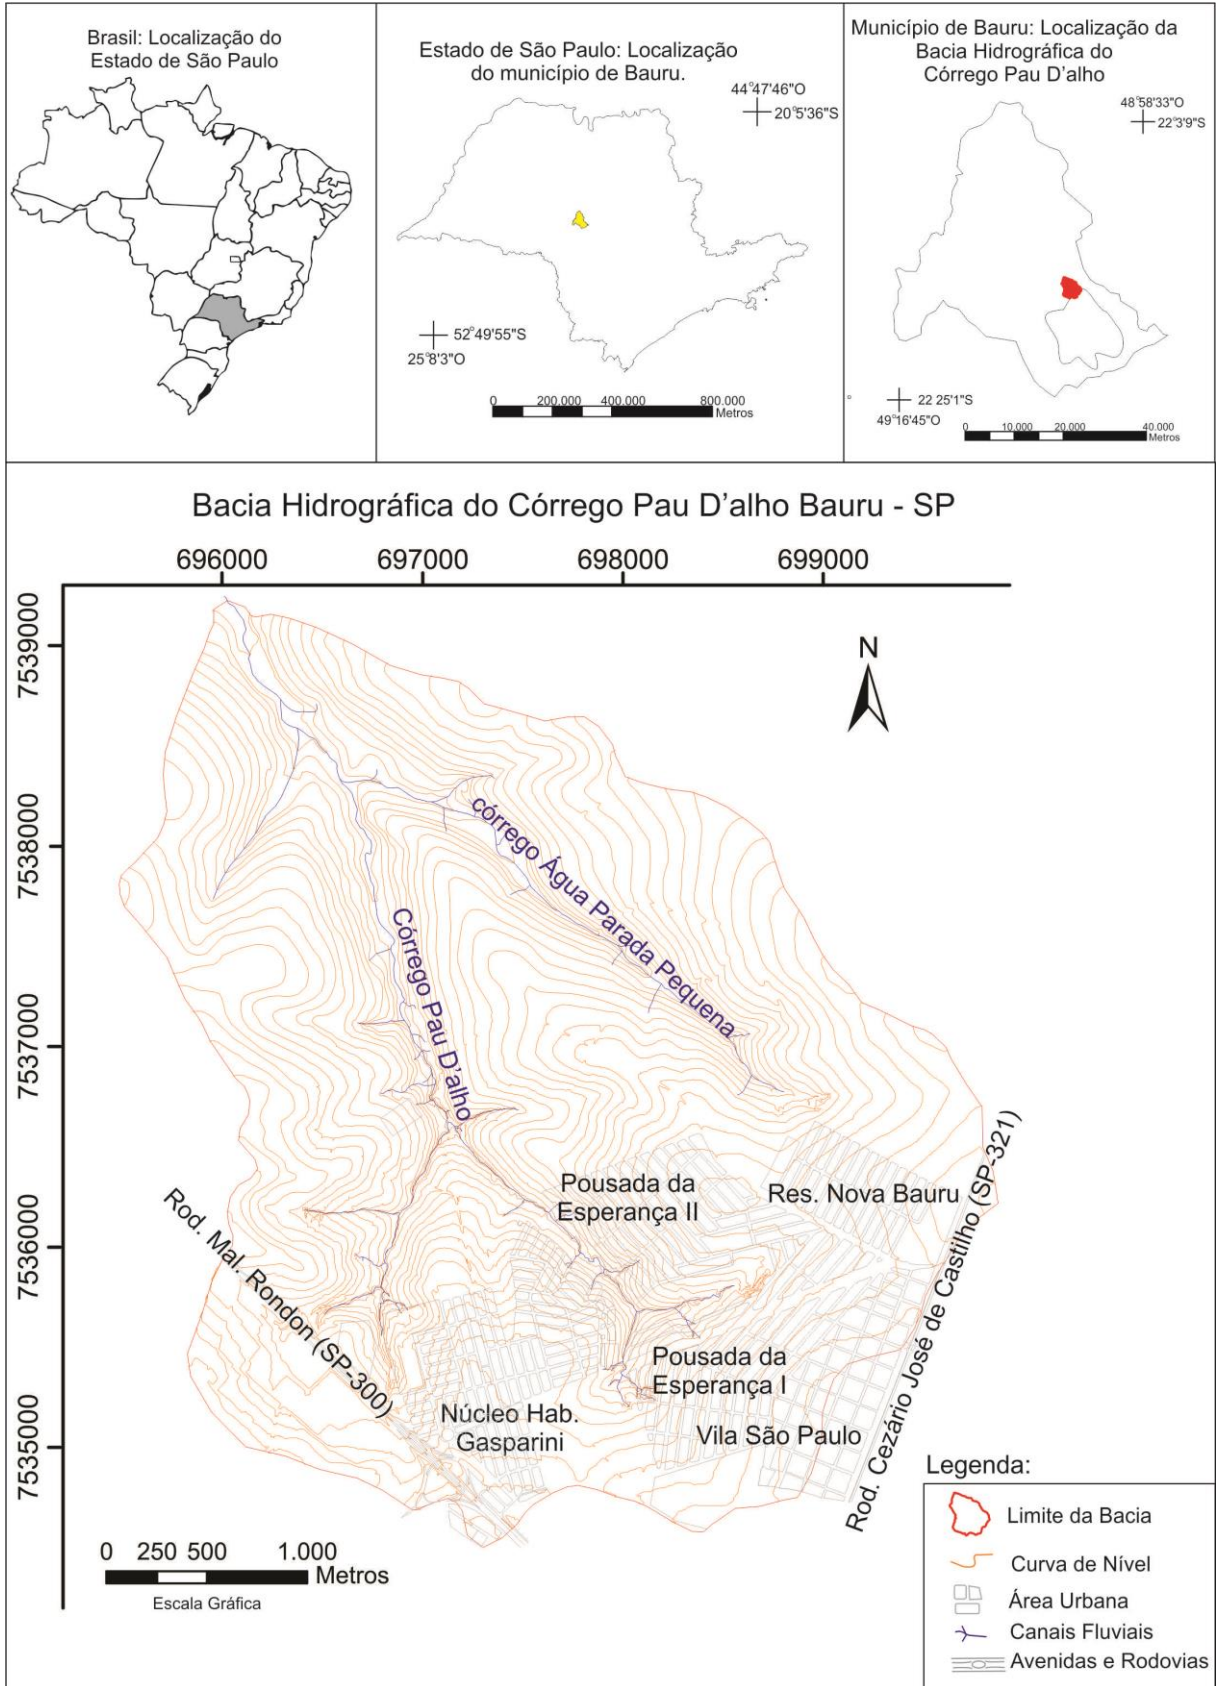 Brasil: Localização do
Estado de São Paulo
Estado de São Paulo: Localização
do município de Bauru.
44°47'46"O
20°5'36"S
52°49'55"S
25°8'3"O
0 200.000 400.000 800.000
Metros
Município de Bauru: Localização da
Bacia Hidrográfica do
Córrego Pau D'alho
48°58'33"O
22°3'9"S
22 25'1"S
49°16'45"O
0 10.000 20.000 40.000
Metros
Bacia Hidrográfica do Córrego Pau D'alho Bauru - SP
696000 697000 698000 699000
7539000
7538000
7537000
7536000
7535000
N
córrego Água Parada Pequena
Córrego Pau D'alho
Pousada da
Esperança II
Res. Nova Bauru
Rod. Mal. Rondon (SP-300)
Rod. Cezário José de Castilho (SP-321)
Pousada da
Esperança I
Núcleo Hab.
Gasparini
Vila São Paulo
0 250 500 1.000
Metros
Escala Gráfica
Legenda:
Limite da Bacia
Curva de Nível
Área Urbana
Canais Fluviais
Avenidas e Rodovias